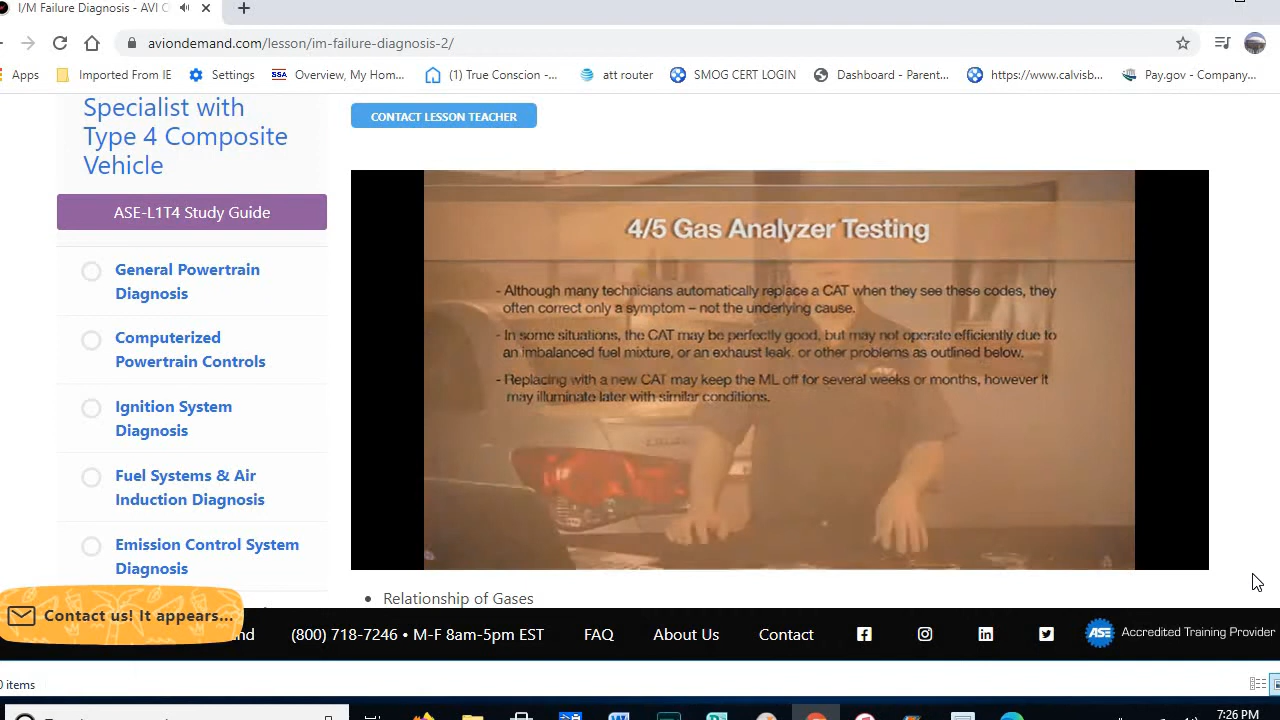 I/M Failure Diagnosis - AVI C
aviondemand.com/lesson/im-failure-diagnosis-2/
Apps Imported From IE Settings SSA Overview, My Hom... (1) True Conscion -... att router SMOG CERT LOGIN Dashboard - Parent... https://www.calvisb... Pay.gov - Company...
Specialist with
Type 4 Composite
Vehicle
ASE-L1T4 Study Guide
General Powertrain
Diagnosis
Computerized
Powertrain Controls
Ignition System
Diagnosis
Fuel Systems & Air
Induction Diagnosis
Emission Control System
Diagnosis
CONTACT LESSON TEACHER
4/5 Gas Analyzer Testing
- Although many technicians automatically replace a CAT when they see these codes, they
often correct only a symptom – not the underlying cause.
- In some situations, the CAT may be perfectly good, but may not operate efficiently due to
an imbalanced fuel mixture, or an exhaust leak, or other problems as outlined below.
- Replacing with a new CAT may keep the MIL off for several weeks or months, however it
may illuminate later with similar conditions.
• Relationship of Gases
Contact us! It appears...
nd (800) 718-7246 • M-F 8am-5pm EST FAQ About Us Contact ASE Accredited Training Provider
0 items
7:26 PM